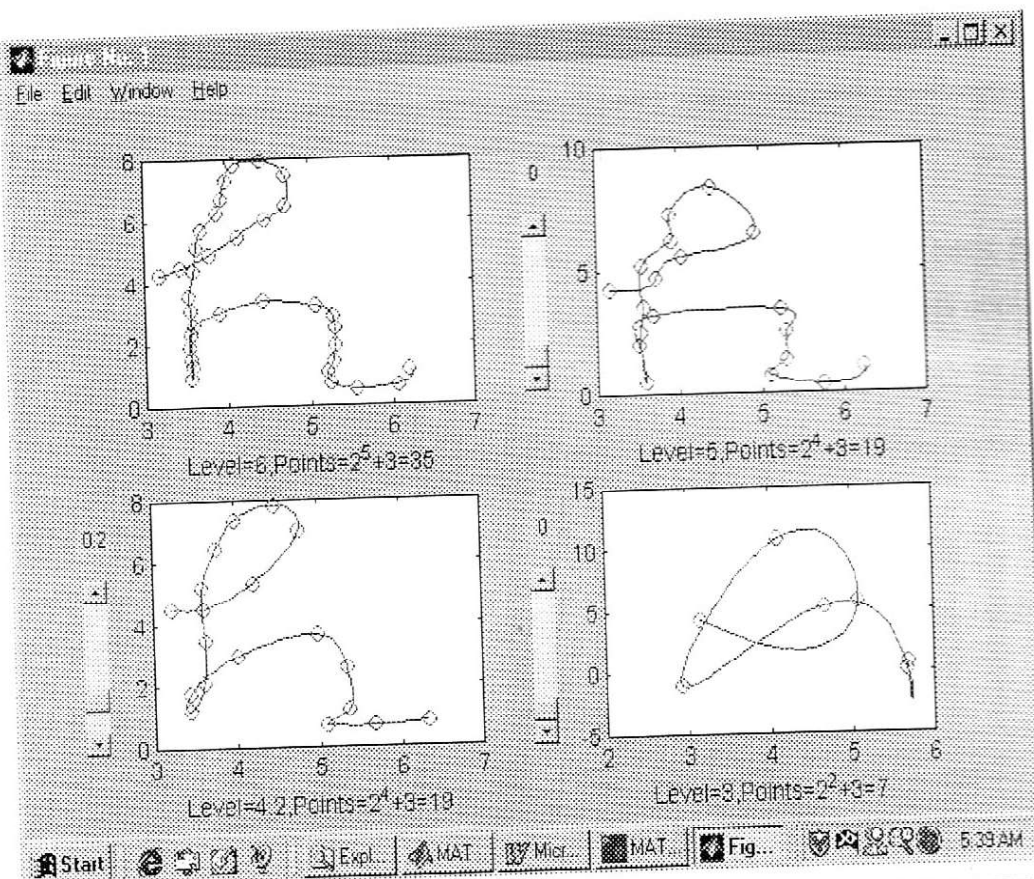 Figure No. 1
File Edit Window Help
8
6
4
2
0
3 4 5 6 7
Level=6,Points=2^5+3=35
0
10
5
0
3 4 5 6 7
Level=5,Points=2^4+3=19
0.2
8
6
4
2
0
3 4 5 6 7
Level=4.2,Points=2^4+3=19
0
15
10
5
0
-5
2 3 4 5 6
Level=3,Points=2^2+3=7
Start Expl... MAT Micr... MAT... Fig... 5:39 AM